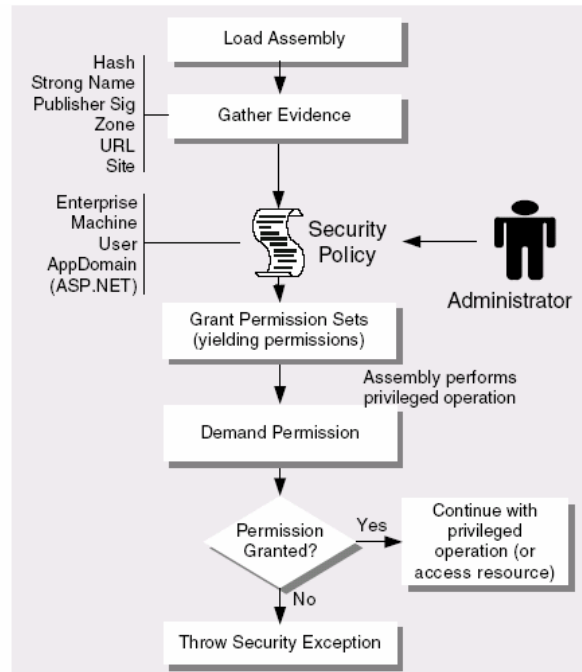 Load Assembly
Hash
Strong Name
Publisher Sig
Zone
URL
Site
Gather Evidence
Enterprise
Machine
User
AppDomain
(ASP.NET)
Security
Policy
Administrator
Grant Permission Sets
(yielding permissions)
Assembly performs
privileged operation
Demand Permission
Permission
Granted?
Yes
Continue with
privileged
operation (or
access resource)
No
Throw Security Exception